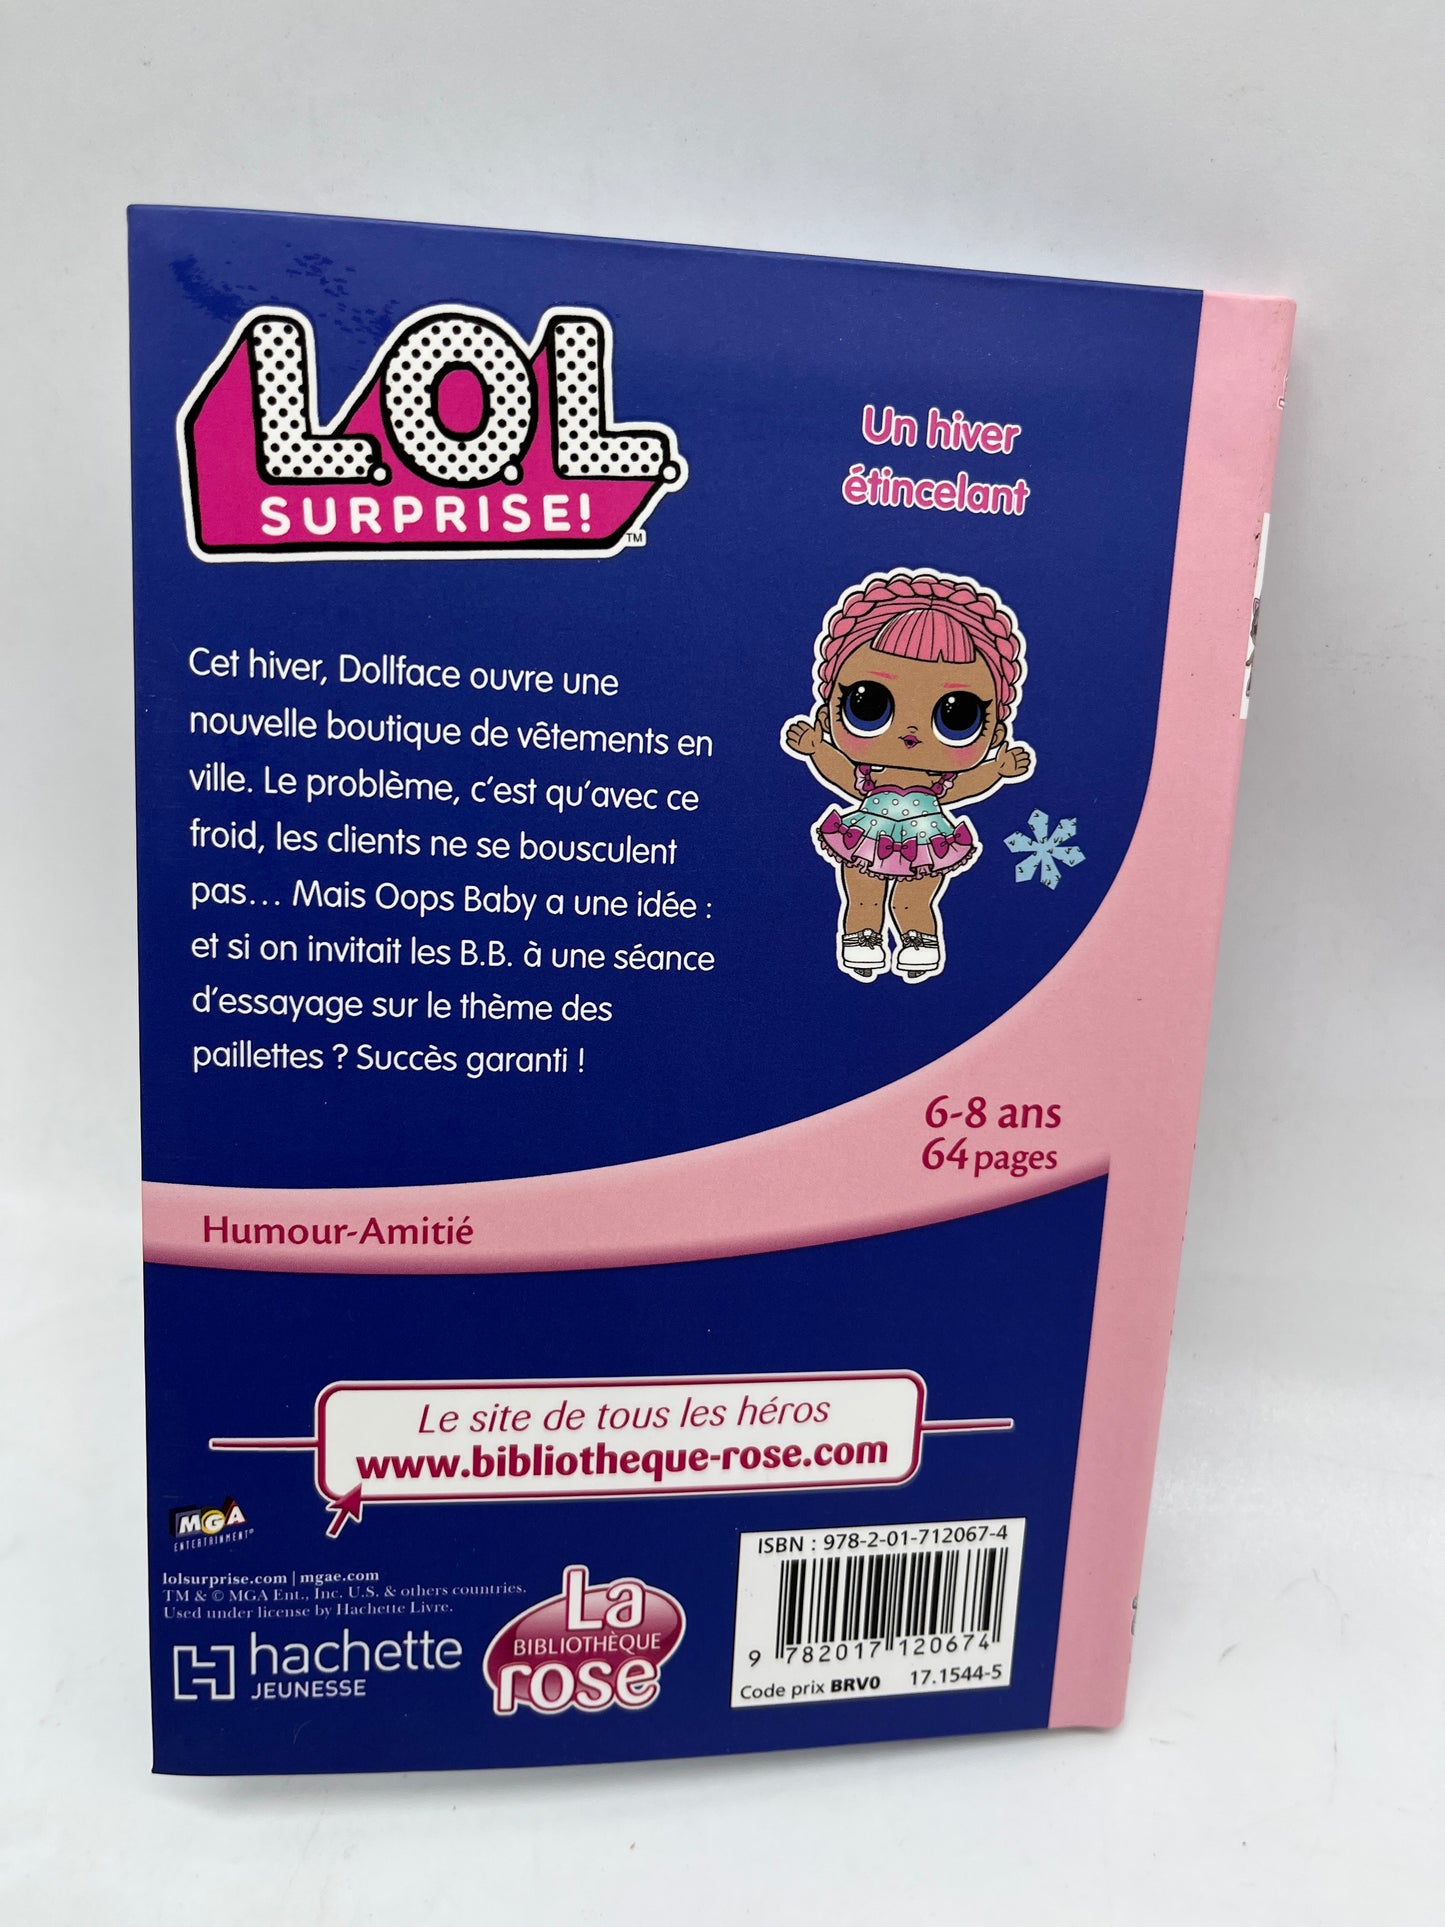 L.O.L.
SURPRISE!
TM
Un hiver
étincelant
Cet hiver, Dollface ouvre une
nouvelle boutique de vêtements en
ville. Le problème, c'est qu'avec ce
froid, les clients ne se bousculent
pas... Mais Oops Baby a une idée :
et si on invitait les B.B. à une séance
d'essayage sur le thème des
paillettes ? Succès garanti !
6-8 ans
64 pages
Humour-Amitié
Le site de tous les héros
www.bibliotheque-rose.com
MGA
ENTERTAINMENT®
lolsurprise.com | mgae.com
TM & © MGA Ent., Inc. U.S. & others countries.
Used under license by Hachette Livre.
hachette
JEUNESSE
La
BIBLIOTHÈQUE
rose
ISBN : 978-2-01-712067-4
9 782017 120674
Code prix BRV0 17.1544-5